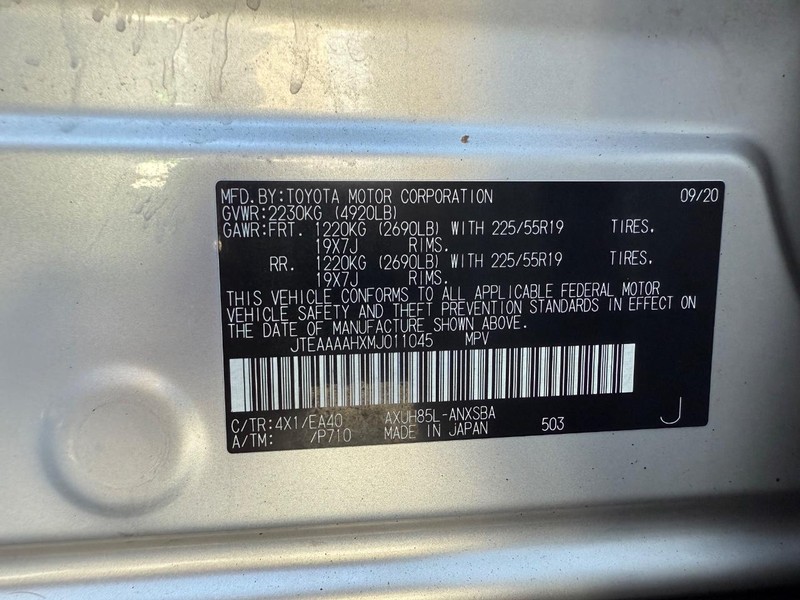 MFD.BY:TOYOTA MOTOR CORPORATION 09/20
GVWR:2230KG (4920LB)
GAWR:FRT. 1220KG (2690LB) WITH 225/55R19 TIRES.
19X7J RIMS.
RR. 1220KG (2690LB) WITH 225/55R19 TIRES.
19X7J RIMS.
THIS VEHICLE CONFORMS TO ALL APPLICABLE FEDERAL MOTOR
VEHICLE SAFETY AND THEFT PREVENTION STANDARDS IN EFFECT ON
THE DATE OF MANUFACTURE SHOWN ABOVE.
JTEAAAAHXMJ011045 MPV
C/TR:4X1/EA40 AXUH85L-ANXSBA
A/TM: /P710 MADE IN JAPAN 503 J